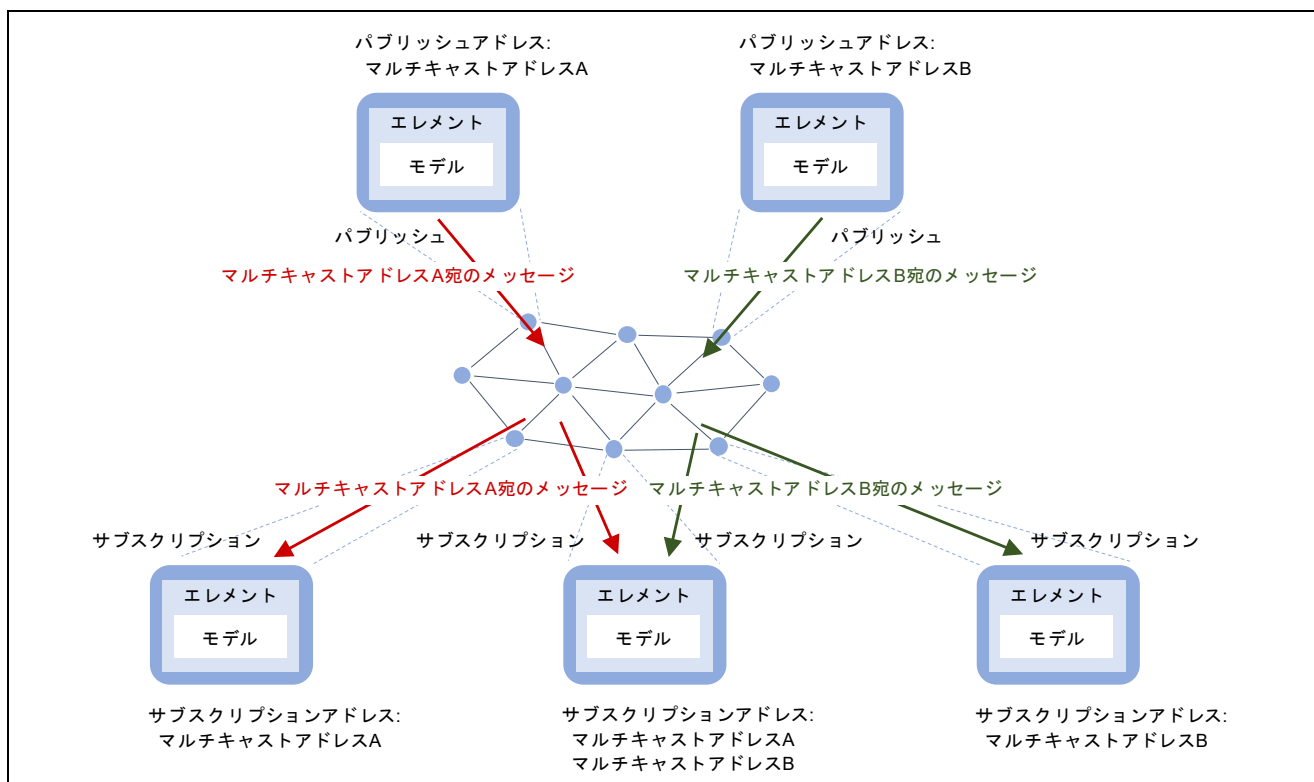 パブリッシュアドレス:
マルチキャストアドレスA
パブリッシュアドレス:
マルチキャストアドレスB
エレメント
モデル
エレメント
モデル
パブリッシュ
パブリッシュ
マルチキャストアドレスA宛のメッセージ
マルチキャストアドレスB宛のメッセージ
マルチキャストアドレスA宛のメッセージ
マルチキャストアドレスB宛のメッセージ
サブスクリプション
サブスクリプション
サブスクリプション
サブスクリプション
エレメント
モデル
エレメント
モデル
エレメント
モデル
サブスクリプションアドレス:
マルチキャストアドレスA
サブスクリプションアドレス:
マルチキャストアドレスA
マルチキャストアドレスB
サブスクリプションアドレス:
マルチキャストアドレスB